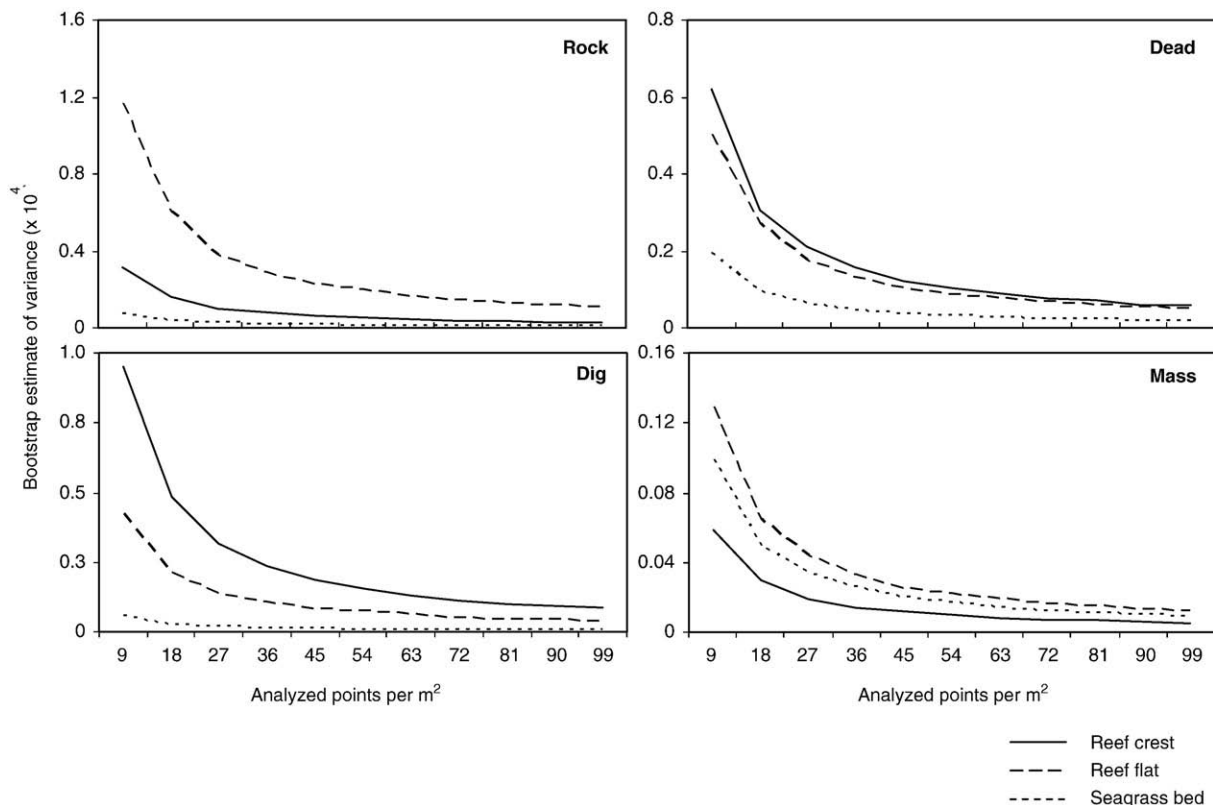 Bootstrap estimate of variance (x 10⁴.
1.6
1.2
0.8
0.4
0
Rock
0.8
0.6
0.4
0.2
0
Dead
1.0
0.8
0.5
0.3
0
Dig
9 18 27 36 45 54 63 72 81 90 99
Analyzed points per m²
0.16
0.12
0.08
0.04
0
Mass
9 18 27 36 45 54 63 72 81 90 99
Analyzed points per m²
Reef crest
Reef flat
Seagrass bed